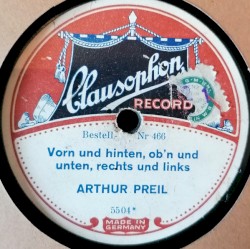 Clausophon
RECORD
Bestell- Nr 466
Vorn und hinten, ob'n und
unten, rechts und links
ARTHUR PREIL
5504*
MADE IN
GERMANY